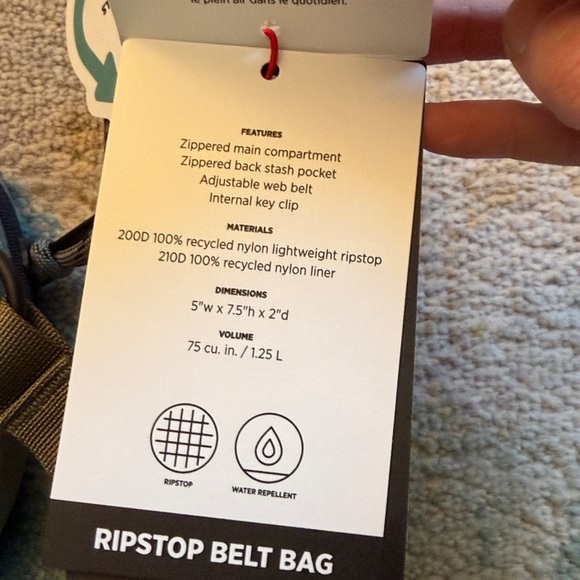 le plein air dans le quotidien.
FEATURES
Zippered main compartment
Zippered back stash pocket
Adjustable web belt
Internal key clip
MATERIALS
200D 100% recycled nylon lightweight ripstop
210D 100% recycled nylon liner
DIMENSIONS
5"w x 7.5"h x 2"d
VOLUME
75 cu. in. / 1.25 L
RIPSTOP
WATER REPELLENT
RIPSTOP BELT BAG